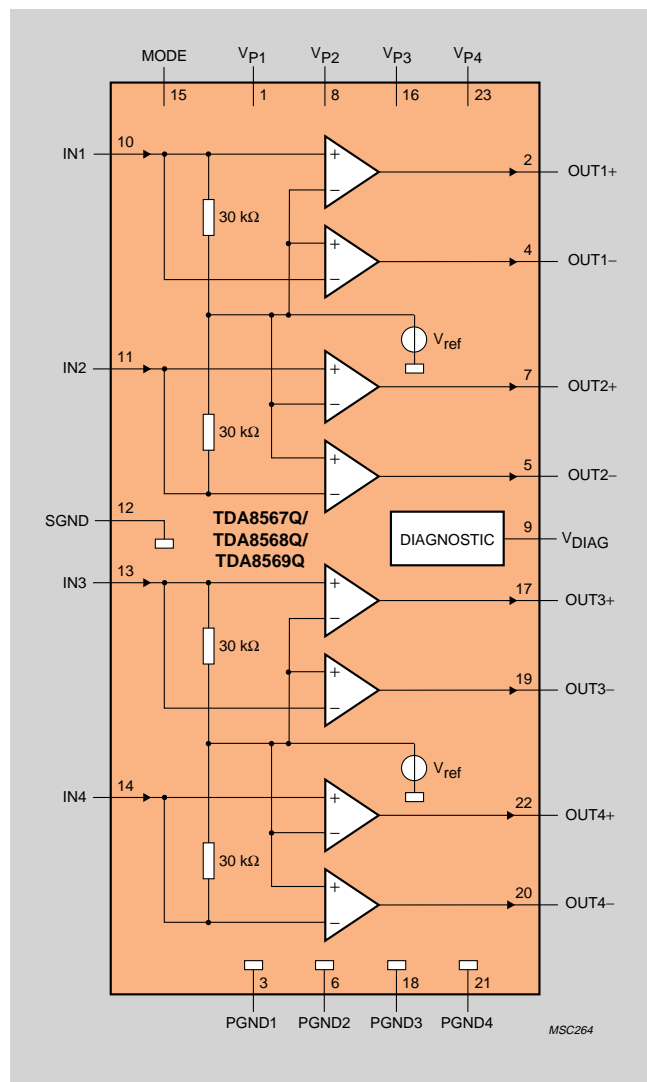 MODE VP1 VP2 VP3 VP4
15 1 8 16 23
10
IN1
+
−
2
OUT1+
30 kΩ
+
−
4
OUT1−
Vref
11
IN2
+
−
7
OUT2+
30 kΩ
+
−
5
OUT2−
12
SGND
TDA8567Q/
TDA8568Q/
TDA8569Q
DIAGNOSTIC
9
VDIAG
13
IN3
+
−
17
OUT3+
30 kΩ
+
−
19
OUT3−
Vref
14
IN4
+
−
22
OUT4+
30 kΩ
+
−
20
OUT4−
3 6 18 21
PGND1 PGND2 PGND3 PGND4
MSC264